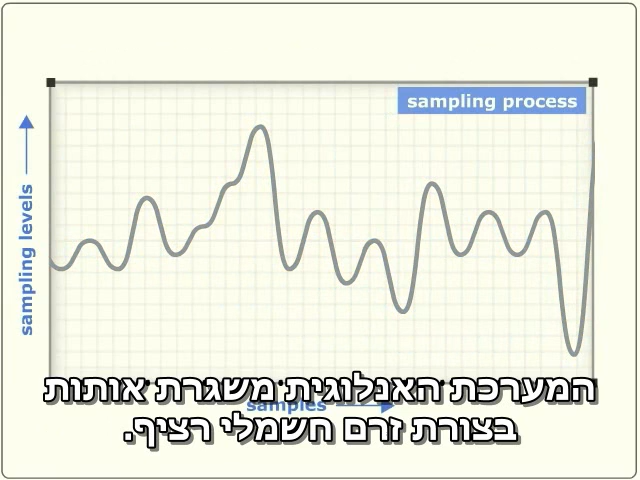 sampling process
sampling levels
samples
המערכת האנלוגית משגרת אותות
בצורת זרם חשמלי רציף.